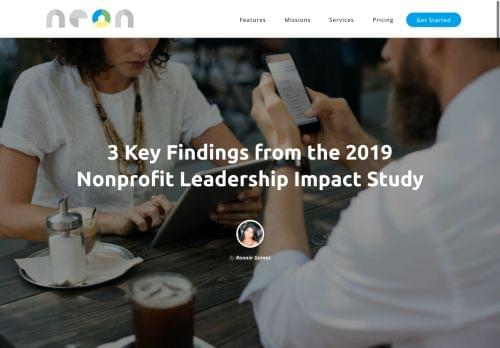 neon
Features
Missions
Services
Pricing
Get Started
3 Key Findings from the 2019
Nonprofit Leadership Impact Study
By Ronnie Gomez